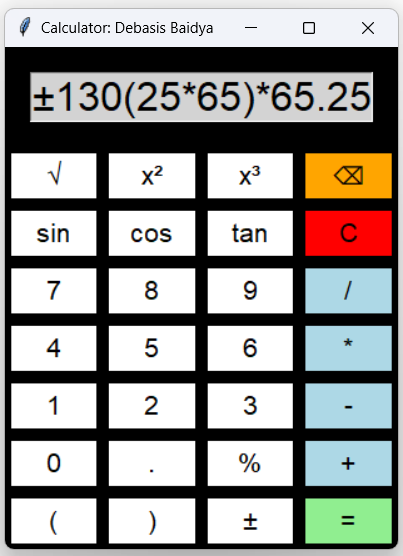 Calculator: Debasis Baidya
±130(25*65)*65.25
√ x² x³ ⌫
sin cos tan C
7 8 9 /
4 5 6 *
1 2 3 -
0 . % +
( ) ± =